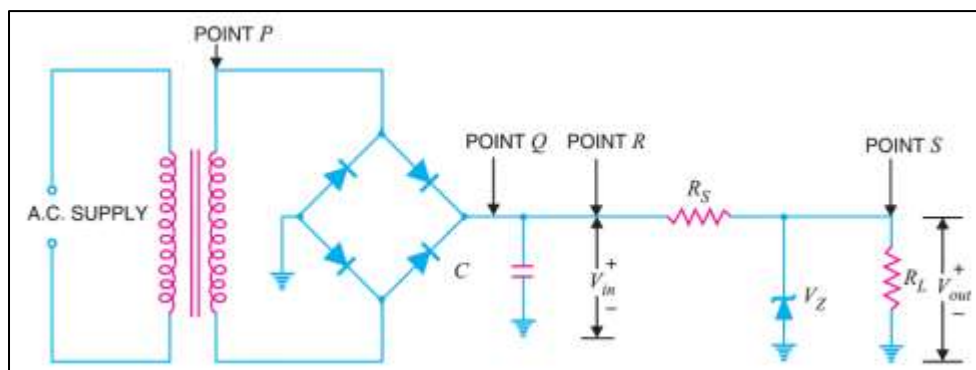 POINT P
POINT Q
POINT R
POINT S
A.C. SUPPLY
R_S
C
+
V_in
−
V_Z
R_L
+
V_out
−